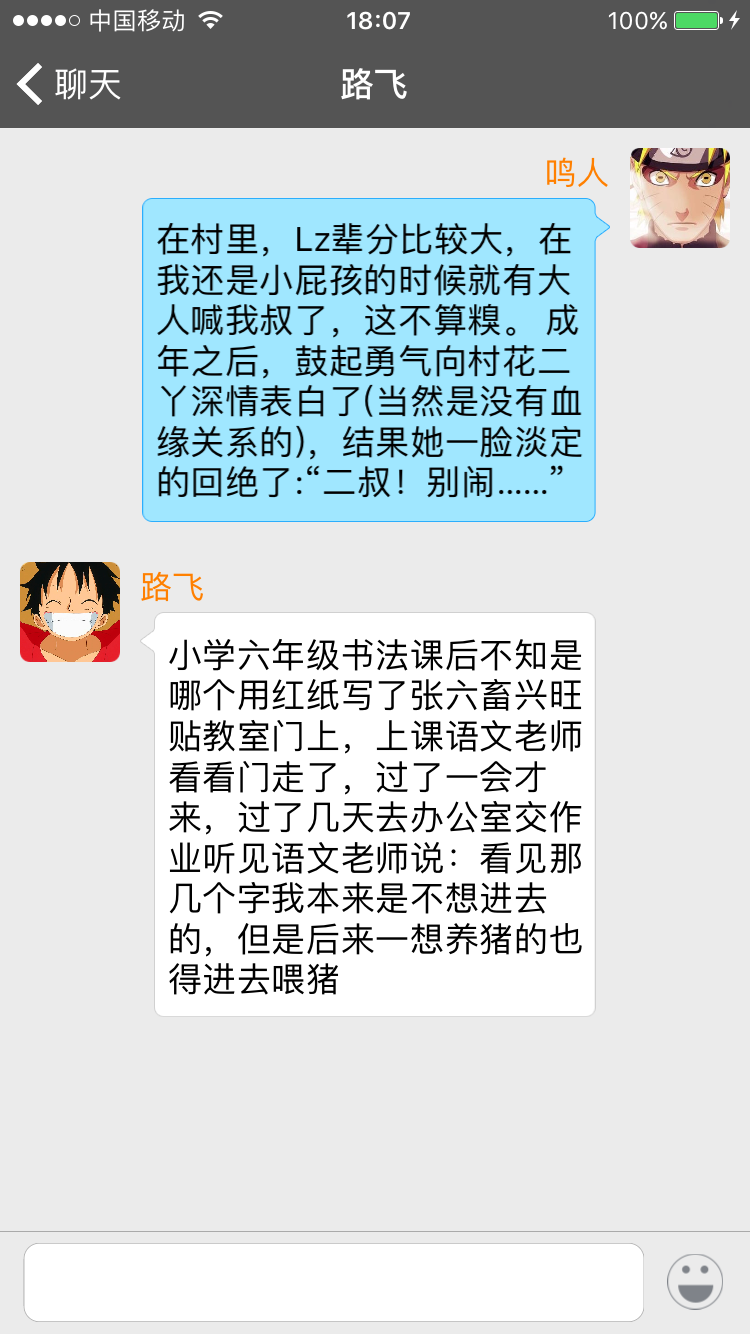 中国移动 18:07 100%
聊天 路飞
鸣人
在村里，Lz辈分比较大，在
我还是小屁孩的时候就有大
人喊我叔了，这不算糗。 成
年之后，鼓起勇气向村花二
丫深情表白了(当然是没有血
缘关系的)，结果她一脸淡定
的回绝了:“二叔！别闹......”
路飞
小学六年级书法课后不知是
哪个用红纸写了张六畜兴旺
贴教室门上，上课语文老师
看看门走了，过了一会才
来，过了几天去办公室交作
业听见语文老师说：看见那
几个字我本来是不想进去
的，但是后来一想养猪的也
得进去喂猪